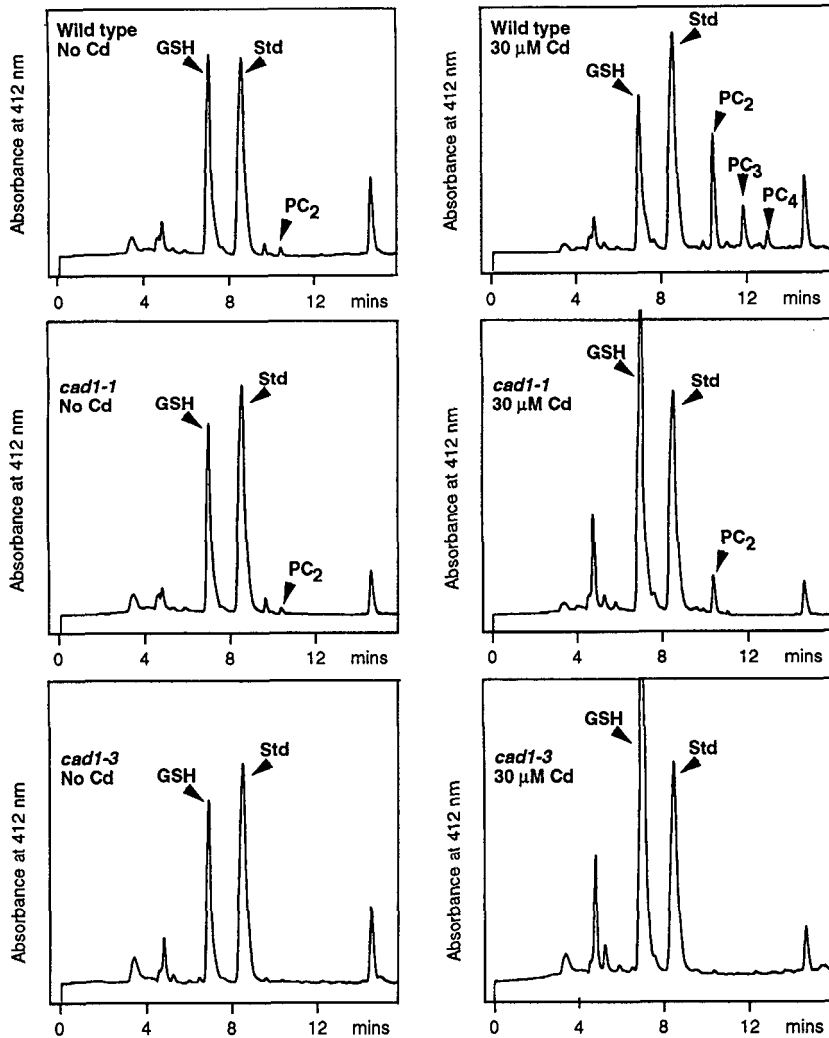 Wild type
No Cd
GSH
Std
PC2
Absorbance at 412 nm
0 4 8 12 mins
Wild type
30 μM Cd
GSH
Std
PC2
PC3
PC4
Absorbance at 412 nm
0 4 8 12 mins
cad1-1
No Cd
GSH
Std
PC2
Absorbance at 412 nm
0 4 8 12 mins
cad1-1
30 μM Cd
GSH
Std
PC2
Absorbance at 412 nm
0 4 8 12 mins
cad1-3
No Cd
GSH
Std
Absorbance at 412 nm
0 4 8 12 mins
cad1-3
30 μM Cd
GSH
Std
Absorbance at 412 nm
0 4 8 12 mins